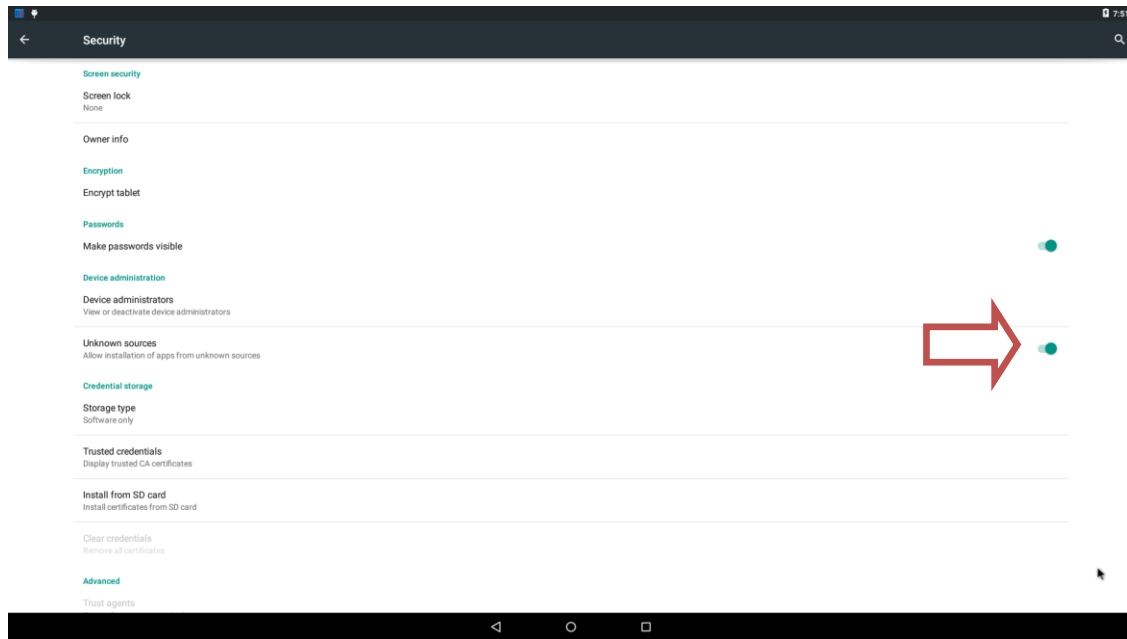 7:51
Security
Screen security
Screen lock
None
Owner info
Encryption
Encrypt tablet
Passwords
Make passwords visible
Device administration
Device administrators
View or deactivate device administrators
Unknown sources
Allow installation of apps from unknown sources
Credential storage
Storage type
Software only
Trusted credentials
Display trusted CA certificates
Install from SD card
Install certificates from SD card
Clear credentials
Remove all certificates
Advanced
Trust agents